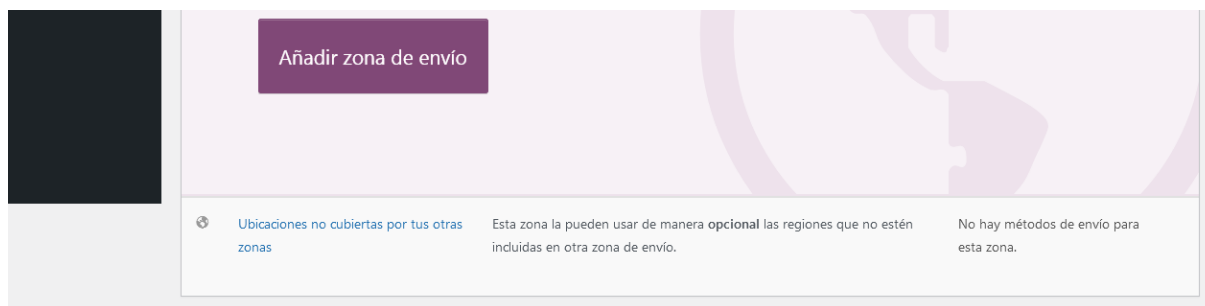 Añadir zona de envío
Ubicaciones no cubiertas por tus otras
zonas
Esta zona la pueden usar de manera opcional las regiones que no estén
incluidas en otra zona de envío.
No hay métodos de envío para
esta zona.